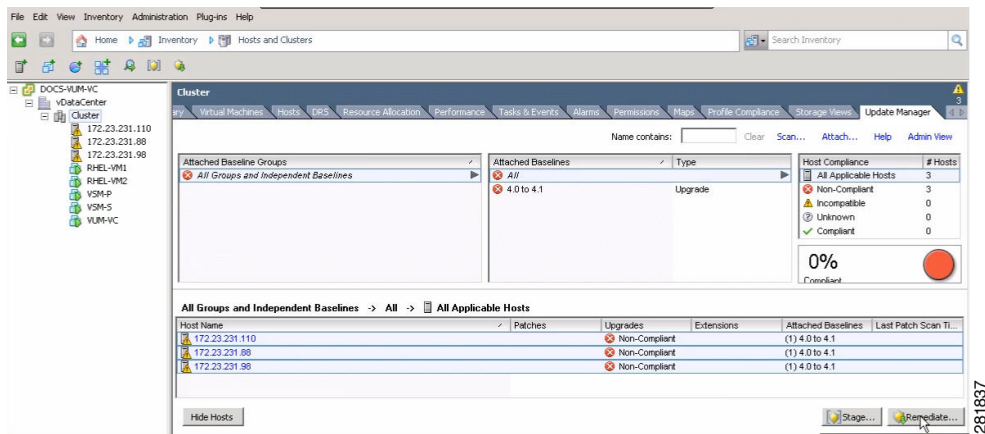 File Edit View Inventory Administration Plug-ins Help
Home Inventory Hosts and Clusters Search Inventory
DOCS-VUM-VC
vDataCenter
Cluster
172.23.231.110
172.23.231.88
172.23.231.98
RHEL-VM1
RHEL-VM2
VSM-P
VSM-S
VUM-VC
Cluster
3
ary Virtual Machines Hosts DRS Resource Allocation Performance Tasks & Events Alarms Permissions Maps Profile Compliance Storage Views Update Manager
Name contains: Clear Scan... Attach... Help Admin View
Attached Baseline Groups
All Groups and Independent Baselines
Attached Baselines Type
All
4.0 to 4.1 Upgrade
Host Compliance # Hosts
All Applicable Hosts 3
Non-Compliant 3
Incompatible 0
Unknown 0
Compliant 0
0%
Compliant
All Groups and Independent Baselines -> All -> All Applicable Hosts
Host Name Patches Upgrades Extensions Attached Baselines Last Patch Scan Ti...
172.23.231.110 Non-Compliant (1) 4.0 to 4.1
172.23.231.88 Non-Compliant (1) 4.0 to 4.1
172.23.231.98 Non-Compliant (1) 4.0 to 4.1
Hide Hosts Stage... Remediate...
281837